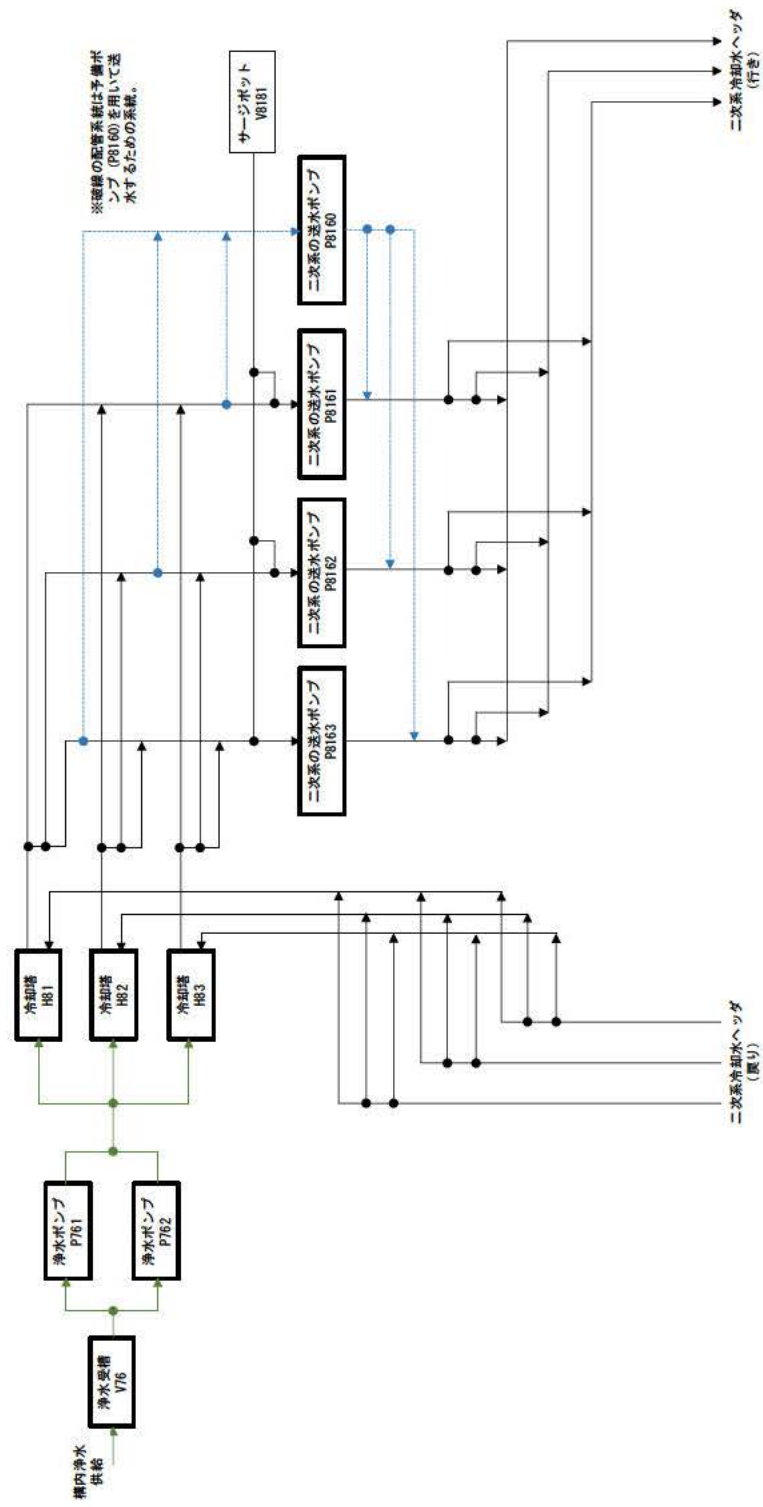 構内浄水
供給
浄水受槽
V76
浄水ポンプ
P761
浄水ポンプ
P762
冷却塔
H81
冷却塔
H82
冷却塔
H83
二次系冷却水ヘッダ
(戻り)
二次系の送水ポンプ
P8163
二次系の送水ポンプ
P8162
二次系の送水ポンプ
P8161
二次系の送水ポンプ
P8160
サージポット
V8181
※破線の配管系統は予備ポ
ンプ (P8160)を用いて送
水するための系統。
二次系冷却水ヘッダ
(行き)